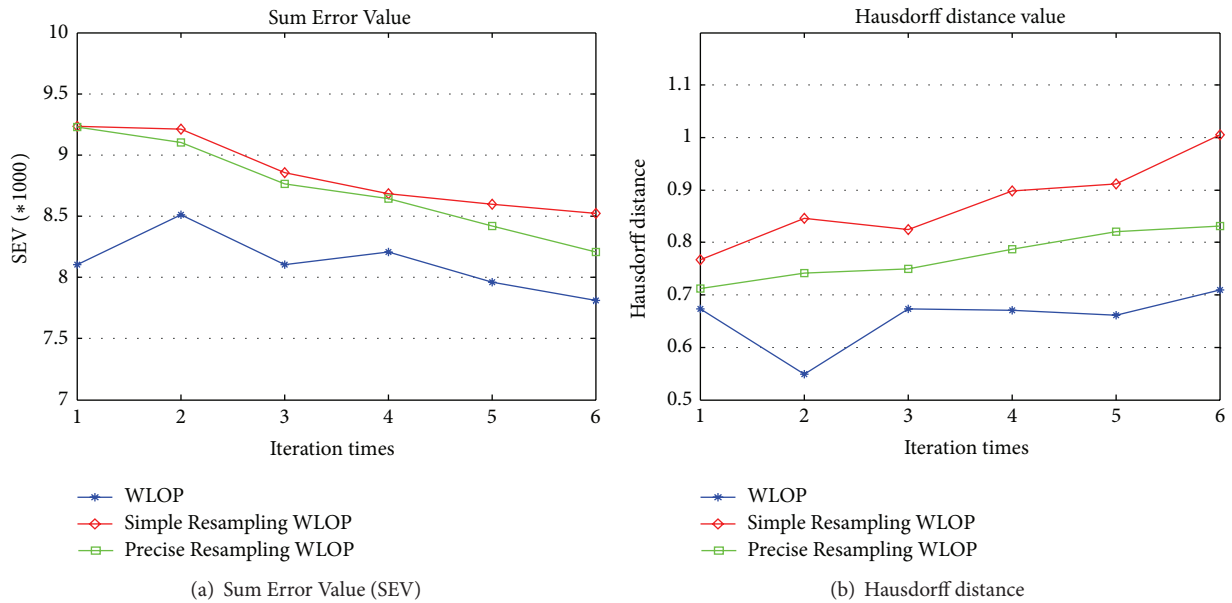 Sum Error Value
10
9.5
9
8.5
8
7.5
7
SEV (∗1000)
1 2 3 4 5 6
Iteration times
WLOP
Simple Resampling WLOP
Precise Resampling WLOP
(a) Sum Error Value (SEV)
Hausdorff distance value
1.1
1
0.9
0.8
0.7
0.6
0.5
Hausdorff distance
1 2 3 4 5 6
Iteration times
WLOP
Simple Resampling WLOP
Precise Resampling WLOP
(b) Hausdorff distance